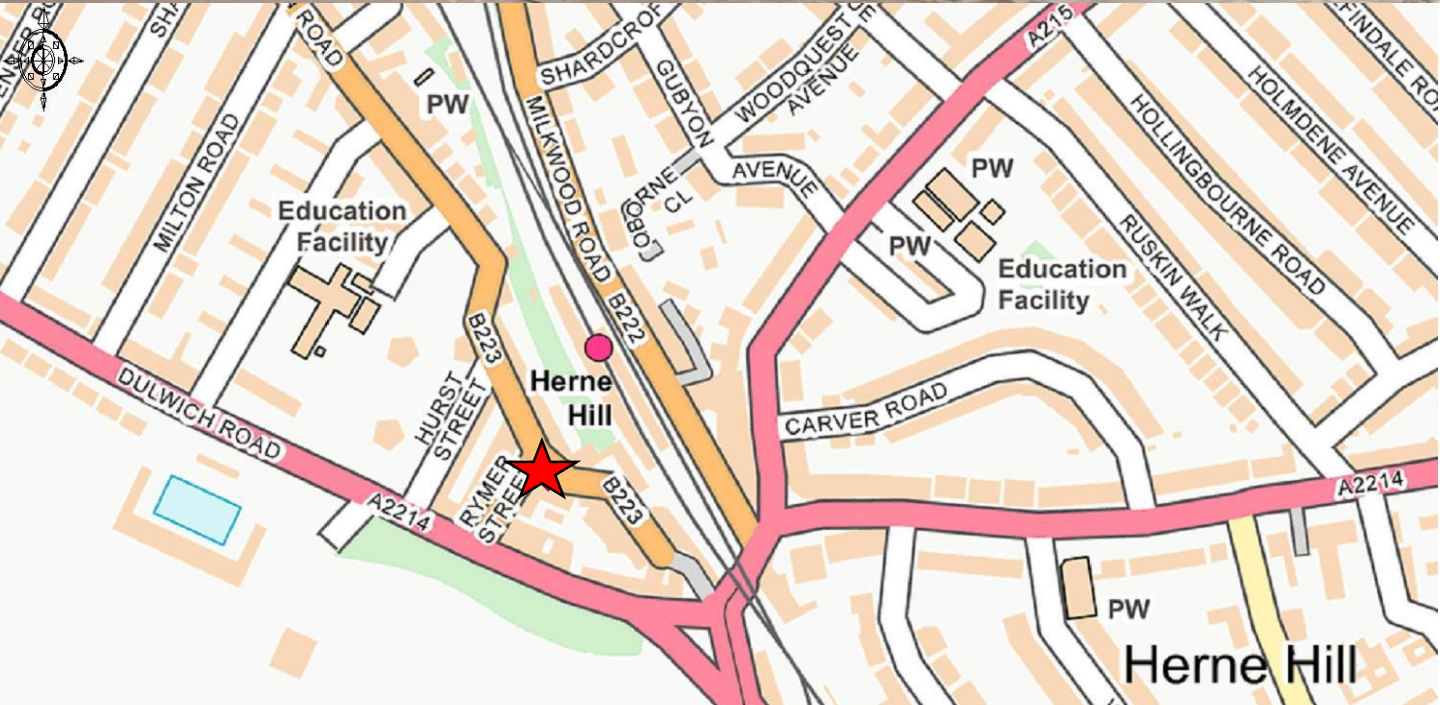 ROAD
SHARDCROF
WOODQUEST
AVENUE
A215
PW
GUBYON
AVENUE
MILKWOOD ROAD
B222
MILTON ROAD
Education
Facility
CL
PW
PW
Education
Facility
HOLLINGBOURNE ROAD
HOLMDENE AVENUE
RUSKIN WALK
B223
HURST
STREET
Herne
Hill
CARVER ROAD
DULWICH ROAD
A2214
RYMER
STREET
B223
A2214
PW
Herne Hill